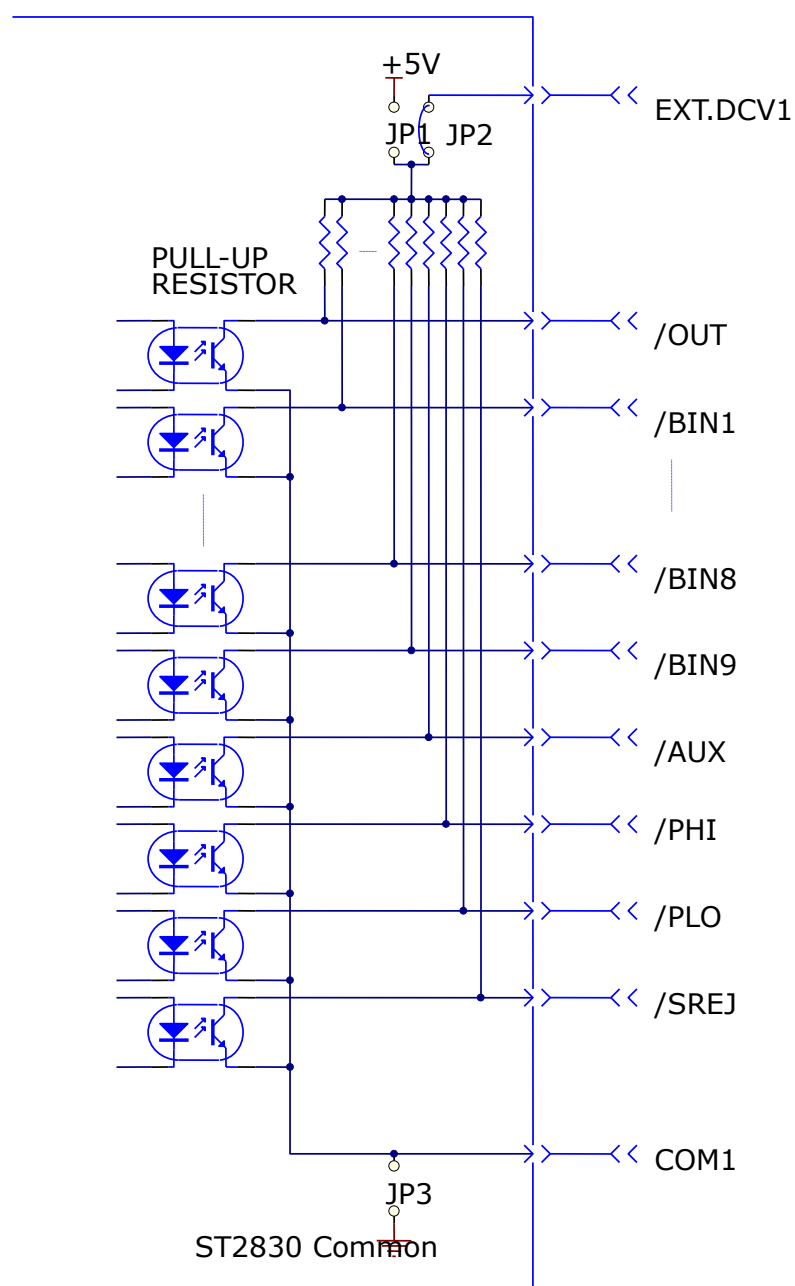 +5V
EXT.DCV1
JP1
JP2
PULL-UP
RESISTOR
/OUT
/BIN1
/BIN8
/BIN9
/AUX
/PHI
/PLO
/SREJ
COM1
JP3
ST2830 Common